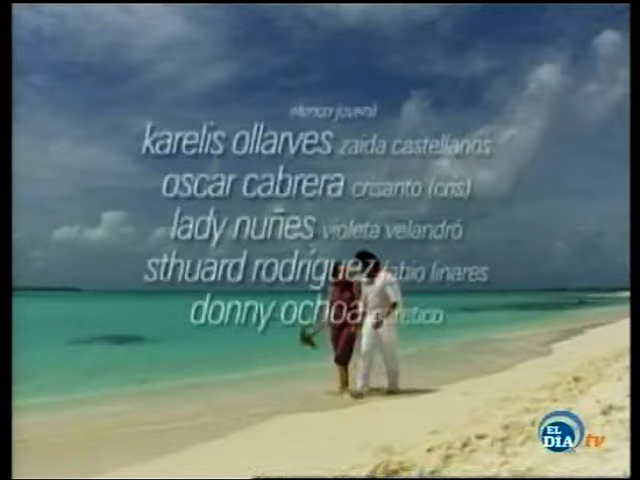 elenco juvenil
karelis ollarves zaida castellanos
oscar cabrera crisanto (cris)
lady nuñes violeta velandró
sthuard rodríguez fabio linares
donny ochoa
EL DÍA tv